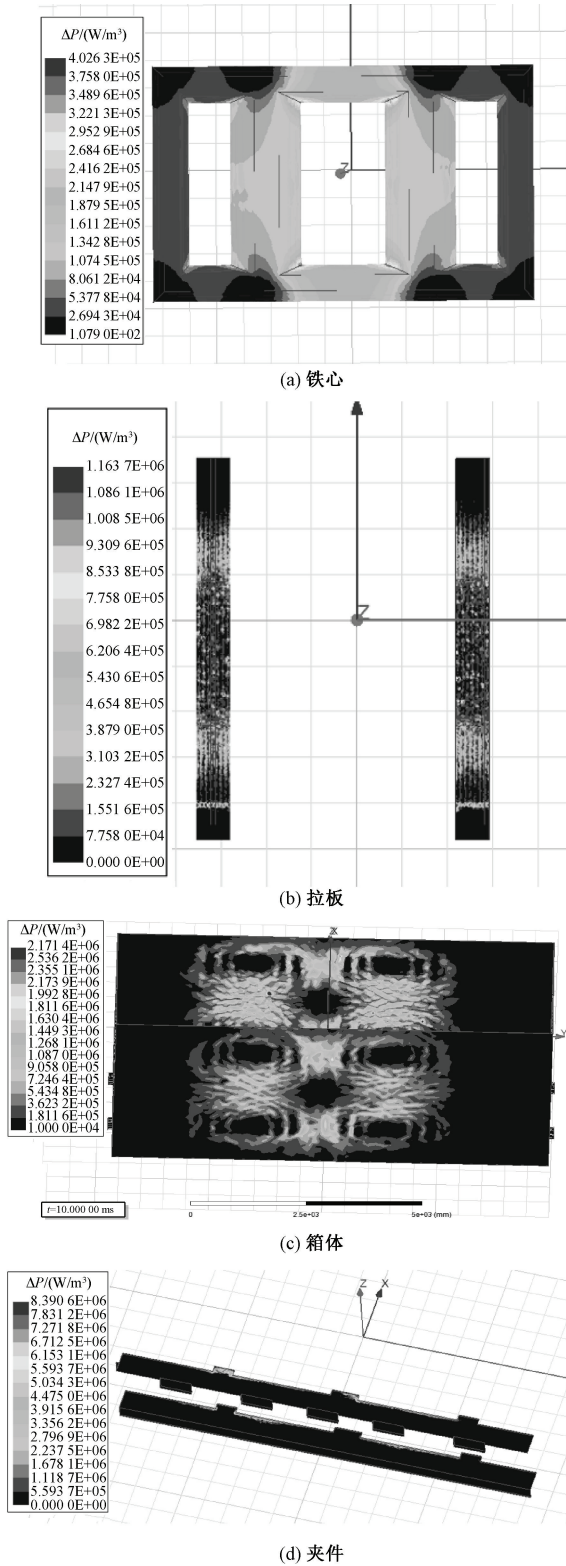 ΔP/(W/m³)
4.026 3E+05
3.758 0E+05
3.489 6E+05
3.221 3E+05
2.952 9E+05
2.684 6E+05
2.416 2E+05
2.147 9E+05
1.879 5E+05
1.611 2E+05
1.342 8E+05
1.074 5E+05
8.061 2E+04
5.377 8E+04
2.694 3E+04
1.079 0E+02
Z
(a) 铁心
ΔP/(W/m³)
1.163 7E+06
1.086 1E+06
1.008 5E+06
9.309 6E+05
8.533 8E+05
7.758 0E+05
6.982 2E+05
6.206 4E+05
5.430 6E+05
4.654 8E+05
3.879 0E+05
3.103 2E+05
2.327 4E+05
1.551 6E+05
7.758 0E+04
0.000 0E+00
Z
(b) 拉板
ΔP/(W/m³)
2.171 4E+06
2.536 2E+06
2.355 1E+06
2.173 9E+06
1.992 8E+06
1.811 6E+06
1.630 4E+06
1.449 3E+06
1.268 1E+06
1.087 0E+06
9.058 0E+05
7.246 4E+05
5.434 8E+05
3.623 2E+05
1.811 6E+05
1.000 0E+04
t=10.000 00 ms
0 2.5e+03 5e+03 (mm)
(c) 箱体
ΔP/(W/m³)
8.390 6E+06
7.831 2E+06
7.271 8E+06
6.712 5E+06
6.153 1E+06
5.593 7E+06
5.034 3E+06
4.475 0E+06
3.915 6E+06
3.356 2E+06
2.796 9E+06
2.237 5E+06
1.678 1E+06
1.118 7E+06
5.593 7E+05
0.000 0E+00
Z X
(d) 夹件